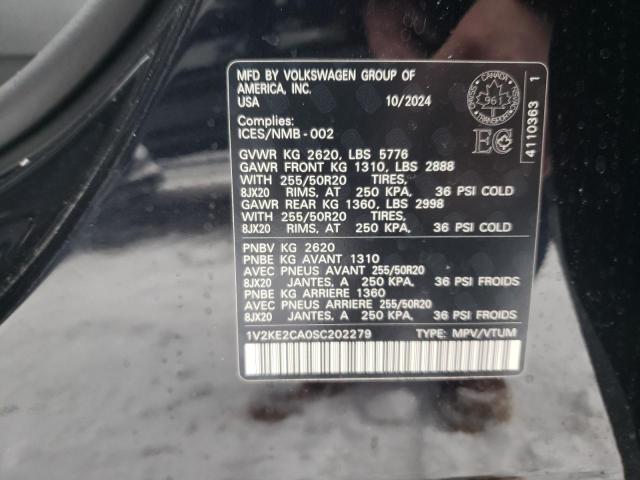 MFD BY VOLKSWAGEN GROUP OF
AMERICA, INC.
USA 10/2024
Complies:
ICES/NMB-002
GVWR KG 2620, LBS 5776
GAWR FRONT KG 1310, LBS 2888
WITH 255/50R20 TIRES,
8JX20 RIMS, AT 250 KPA, 36 PSI COLD
GAWR REAR KG 1360, LBS 2998
WITH 255/50R20 TIRES,
8JX20 RIMS, AT 250 KPA, 36 PSI COLD
PNBV KG 2620
PNBE KG AVANT 1310
AVEC PNEUS AVANT 255/50R20
8JX20 JANTES, A 250 KPA, 36 PSI FROIDS
PNBE KG ARRIERE 1360
AVEC PNEUS ARRIERE 255/50R20
8JX20 JANTES, A 250 KPA, 36 PSI FROIDS
1V2KE2CA0SC202279 TYPE: MPV/VTUM
CANADA
961
TRANSPORT
EC
4110363 1